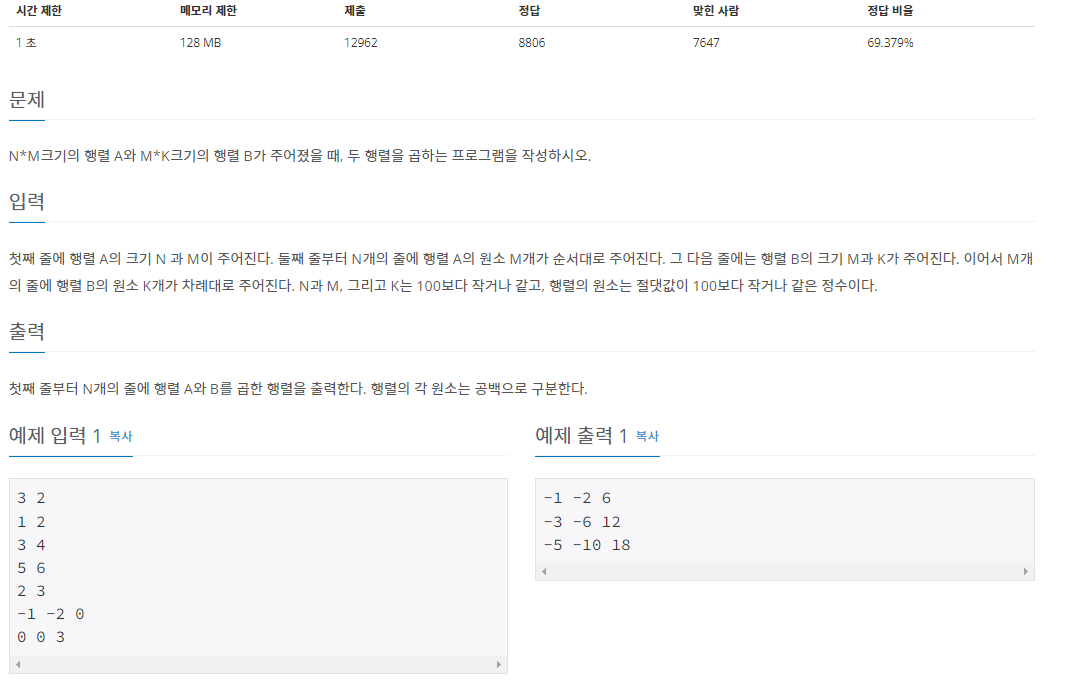 시간 제한 메모리 제한 제출 정답 맞힌 사람 정답 비율
1 초 128 MB 12962 8806 7647 69.379%
문제
N*M크기의 행렬 A와 M*K크기의 행렬 B가 주어졌을 때, 두 행렬을 곱하는 프로그램을 작성하시오.
입력
첫째 줄에 행렬 A의 크기 N 과 M이 주어진다. 둘째 줄부터 N개의 줄에 행렬 A의 원소 M개가 순서대로 주어진다. 그 다음 줄에는 행렬 B의 크기 M과 K가 주어진다. 이어서 M개
의 줄에 행렬 B의 원소 K개가 차례대로 주어진다. N과 M, 그리고 K는 100보다 작거나 같고, 행렬의 원소는 절댓값이 100보다 작거나 같은 정수이다.
출력
첫째 줄부터 N개의 줄에 행렬 A와 B를 곱한 행렬을 출력한다. 행렬의 각 원소는 공백으로 구분한다.
예제 입력 1 복사
3 2
1 2
3 4
5 6
2 3
-1 -2 0
0 0 3
예제 출력 1 복사
-1 -2 6
-3 -6 12
-5 -10 18